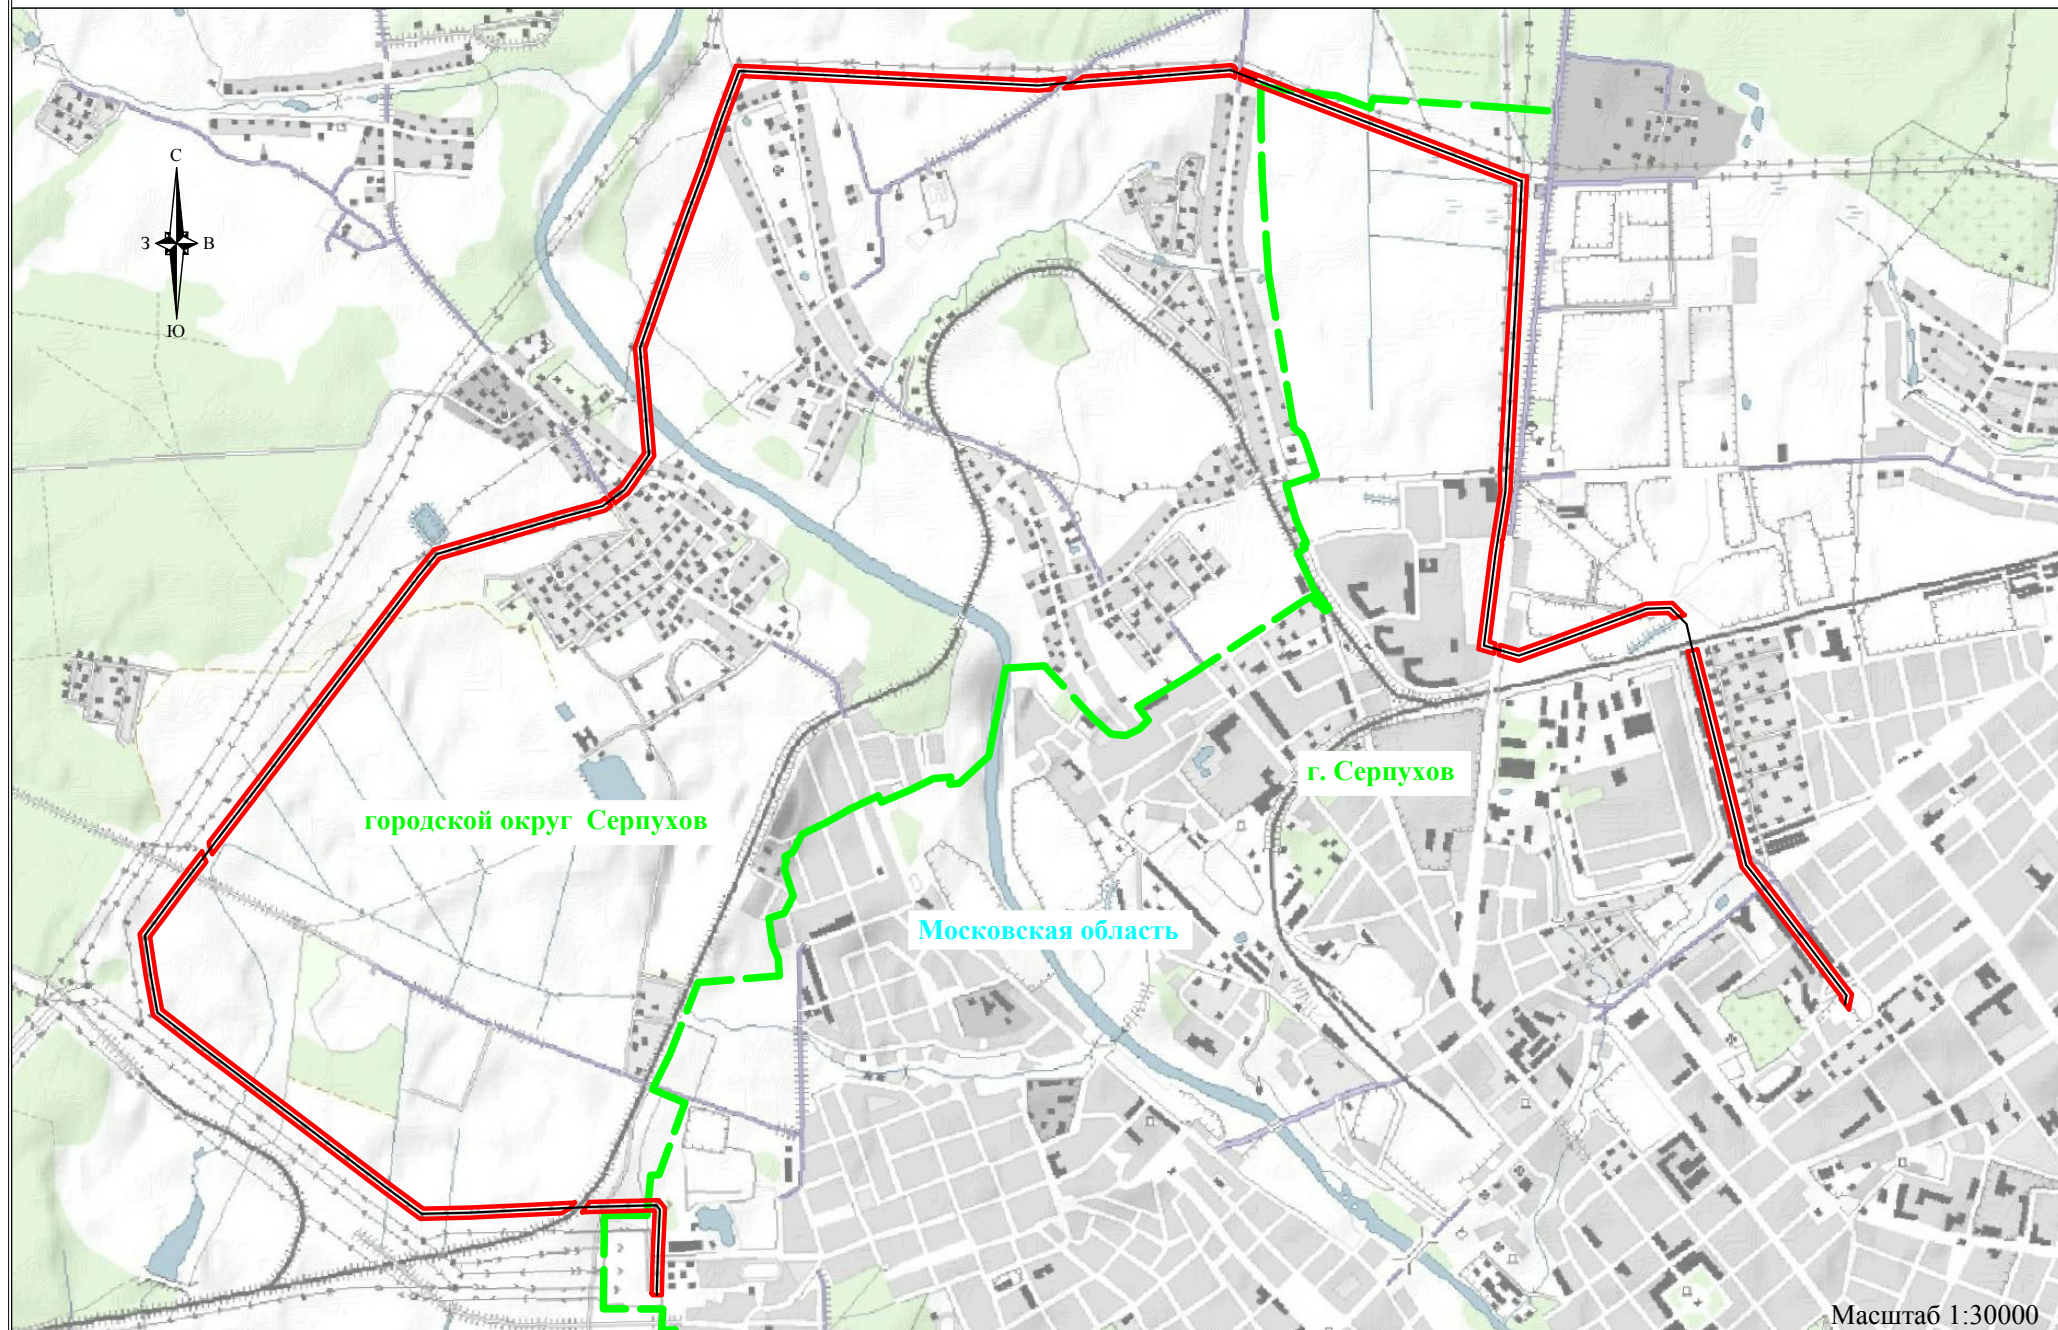 С
З В
Ю
г. Серпухов
городской округ Серпухов
Московская область
Масштаб 1:30000